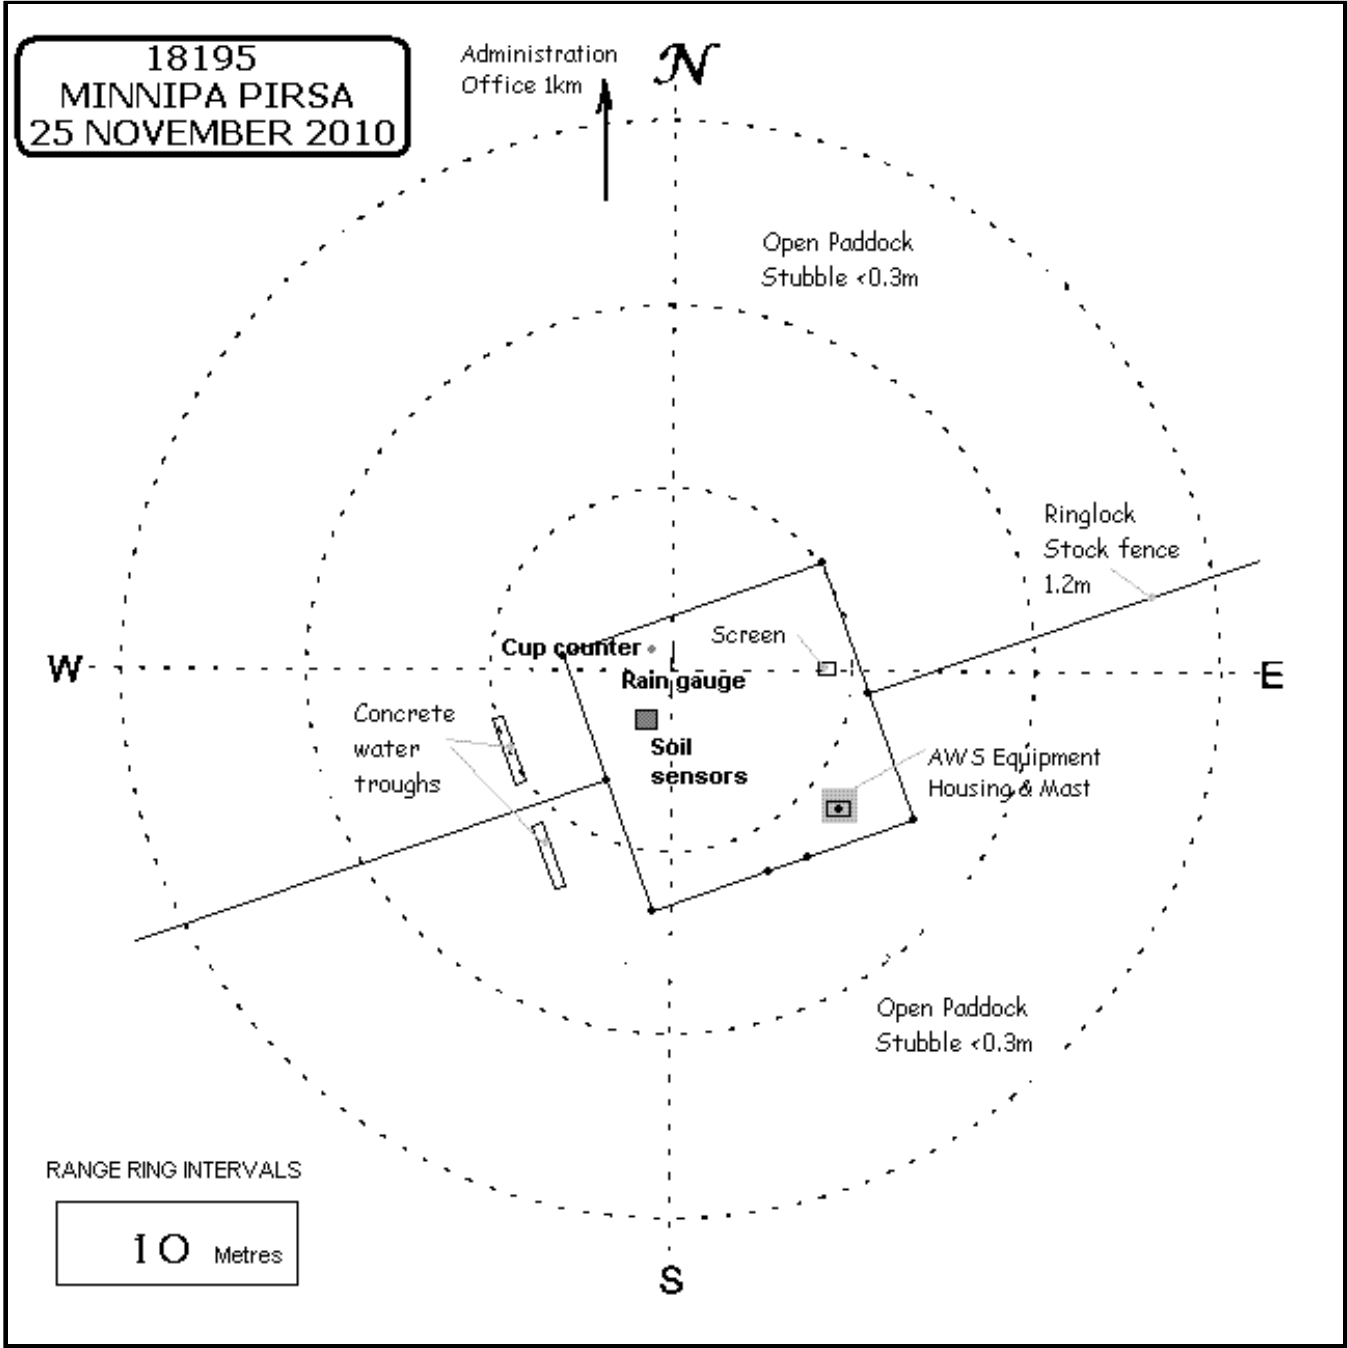 18195
MINNIPA PIRSA
25 NOVEMBER 2010
Administration
Office 1km
N
Open Paddock
Stubble <0.3m
Ringlock
Stock fence
1.2m
Screen
Cup counter
W
E
Rain gauge
Concrete
water
troughs
Soil
sensors
AWS Equipment
Housing & Mast
Open Paddock
Stubble <0.3m
RANGE RING INTERVALS
10 Metres
S